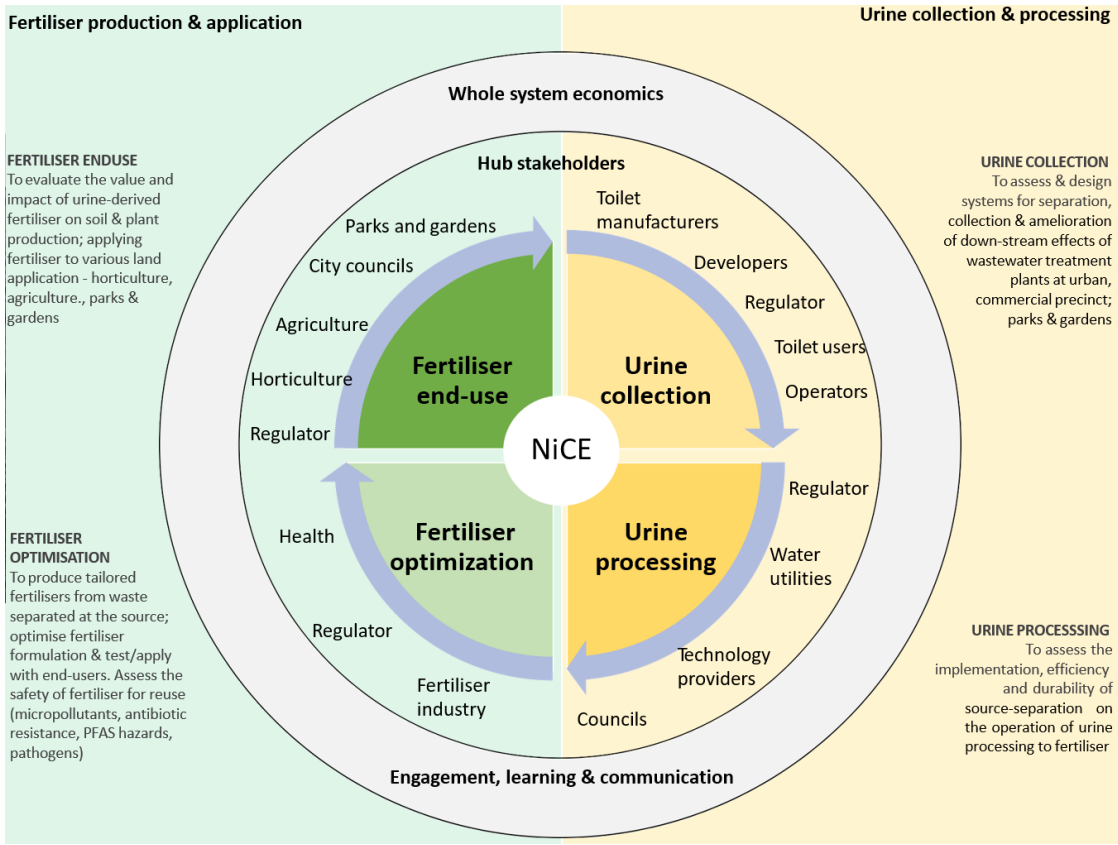 Fertiliser production & application
Urine collection & processing
Whole system economics
Hub stakeholders
FERTILISER ENDUSE
To evaluate the value and
impact of urine-derived
fertiliser on soil & plant
production; applying
fertiliser to various land
application - horticulture,
agriculture., parks &
gardens
Parks and gardens
City councils
Agriculture
Horticulture
Regulator
Fertiliser
end-use
Toilet
manufacturers
Developers
Regulator
Toilet users
Operators
Urine
collection
URINE COLLECTION
To assess & design
systems for separation,
collection & amelioration
of down-stream effects of
wastewater treatment
plants at urban,
commercial precinct;
parks & gardens
NiCE
FERTILISER
OPTIMISATION
To produce tailored
fertilisers from waste
separated at the source;
optimise fertiliser
formulation & test/apply
with end-users. Assess the
safety of fertiliser for reuse
(micropollutants, antibiotic
resistance, PFAS hazards,
pathogens)
Health
Regulator
Fertiliser
industry
Fertiliser
optimization
Urine
processing
Regulator
Water
utilities
Technology
providers
Councils
URINE PROCESSSING
To assess the
implementation, efficiency
and durability of
source-separation on
the operation of urine
processing to fertiliser
Engagement, learning & communication